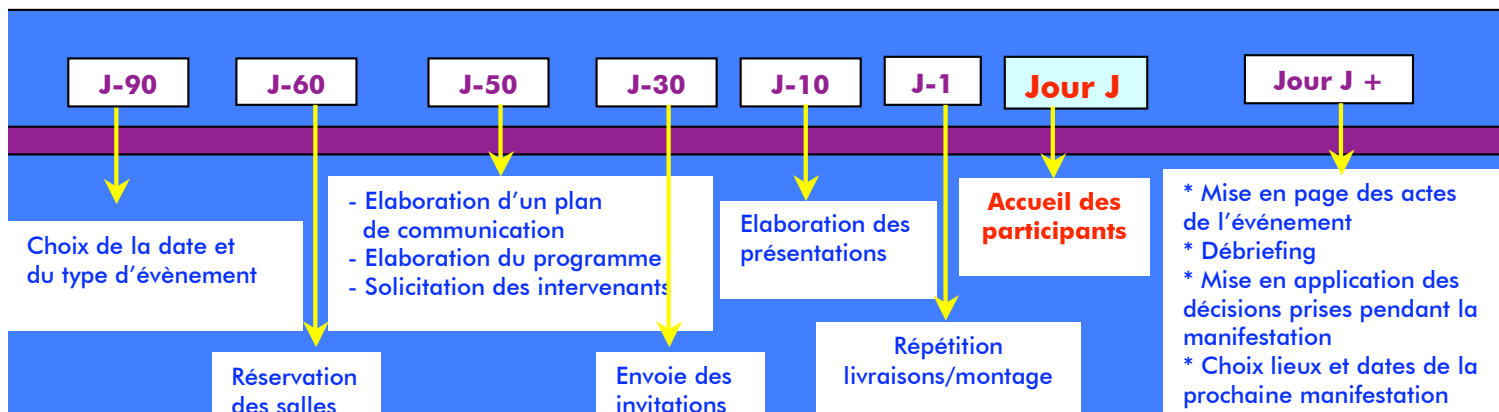 J-90
J-60
J-50
J-30
J-10
J-1
Jour J
Jour J +
Choix de la date et
du type d'évènement
Réservation
des salles
- Elaboration d'un plan
de communication
- Elaboration du programme
- Solicitation des intervenants
Envoie des
invitations
Elaboration des
présentations
Répétition
livraisons/montage
Accueil des
participants
* Mise en page des actes
de l'événement
* Débriefing
* Mise en application des
décisions prises pendant la
manifestation
* Choix lieux et dates de la
prochaine manifestation